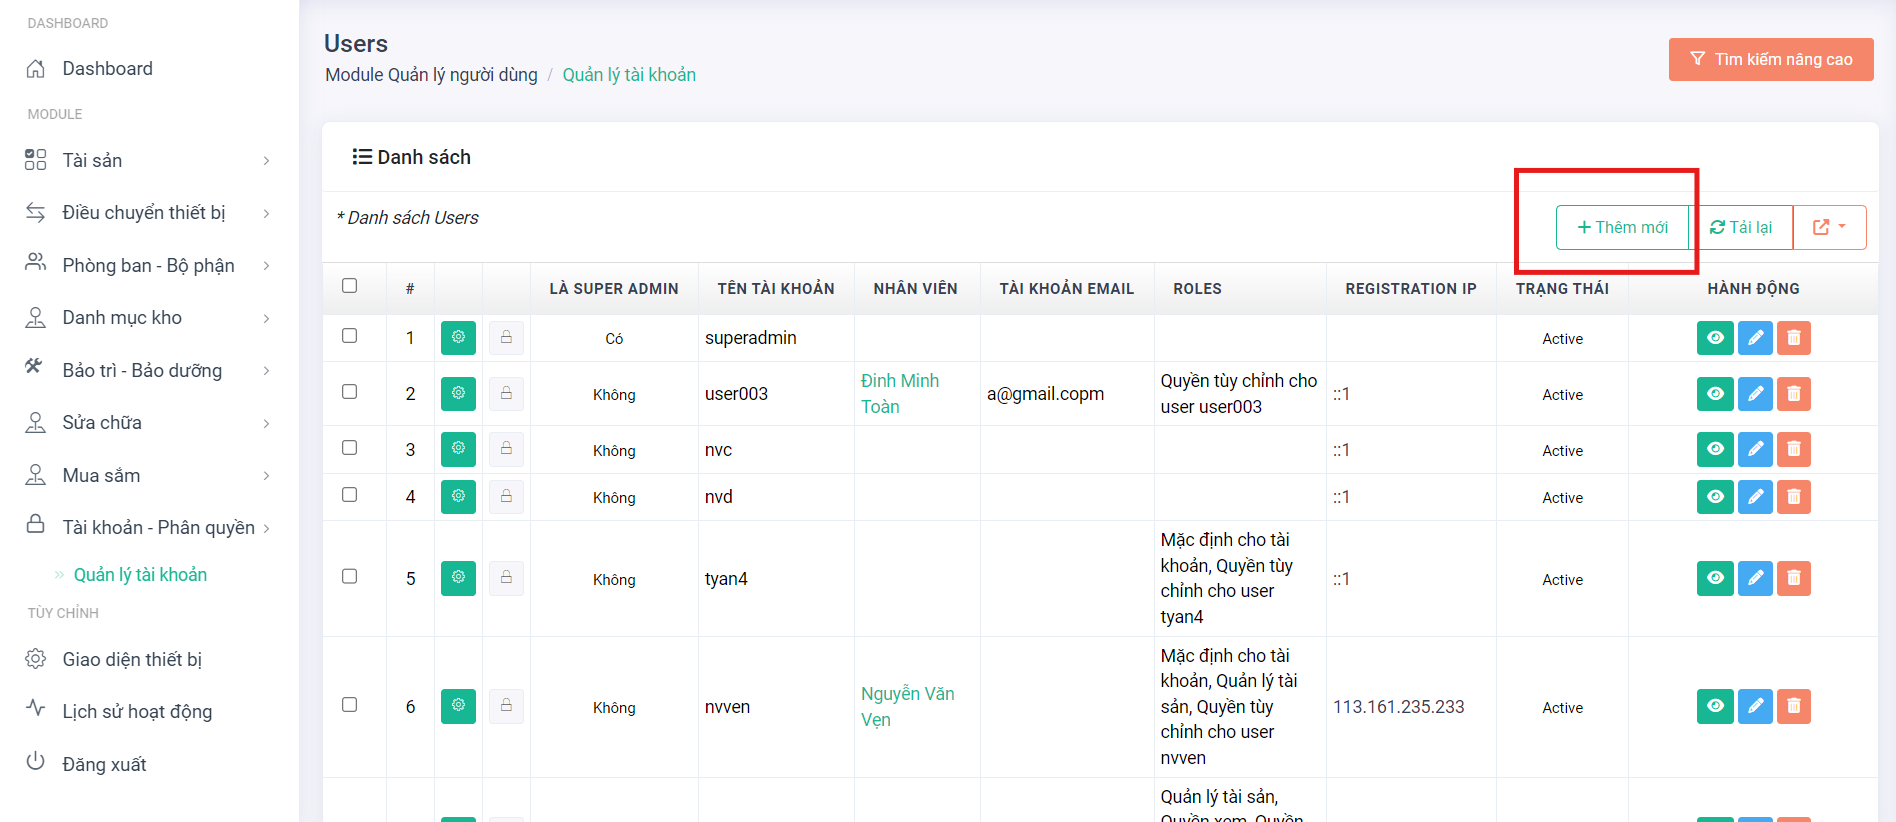 DASHBOARD
Dashboard
MODULE
Tài sản
Điều chuyển thiết bị
Phòng ban - Bộ phận
Danh mục kho
Bảo trì - Bảo dưỡng
Sửa chữa
Mua sắm
Tài khoản - Phân quyền
Quản lý tài khoản
TÙY CHỈNH
Giao diện thiết bị
Lịch sử hoạt động
Đăng xuất
Users
Module Quản lý người dùng / Quản lý tài khoản
Tìm kiếm nâng cao
Danh sách
* Danh sách Users
Thêm mới
Tải lại
# LÀ SUPER ADMIN TÊN TÀI KHOẢN NHÂN VIÊN TÀI KHOẢN EMAIL ROLES REGISTRATION IP TRẠNG THÁI HÀNH ĐỘNG
1 Có superadmin Active
2 Không user003 Đinh Minh Toàn a@gmail.copm Quyền tùy chỉnh cho user user003 ::1 Active
3 Không nvc ::1 Active
4 Không nvd ::1 Active
5 Không tyan4 Mặc định cho tài khoản, Quyền tùy chỉnh cho user tyan4 ::1 Active
6 Không nvven Nguyễn Văn Vẹn Mặc định cho tài khoản, Quản lý tài sản, Quyền tùy chỉnh cho user nvven 113.161.235.233 Active
Quản lý tài sản,
Quyền xem, Quyền